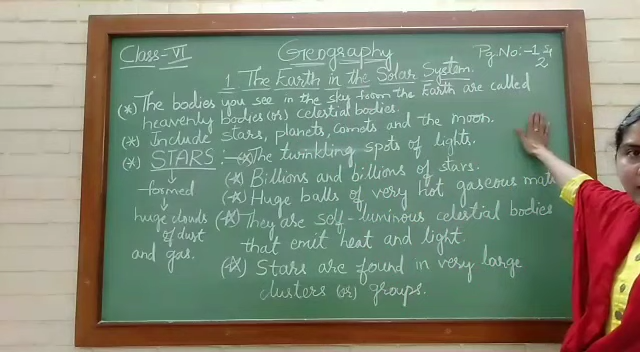 Class-VI
Geography
Pg.No:-1 &
2
1 The Earth in the Solar System.
(*) The bodies you see in the sky from the Earth are called
heavenly bodies (or) celestial bodies.
(*) Include stars, planets, comets and the moon.
(*) STARS :- (*) The twinkling spots of lights.
(*) Billions and billions of stars.
(*) Huge balls of very hot gaseous mat
(*) They are self-luminous celestial bodies
that emit heat and light.
(*) Stars are found in very large
clusters (or) groups.
formed
huge clouds
of dust
and gas.